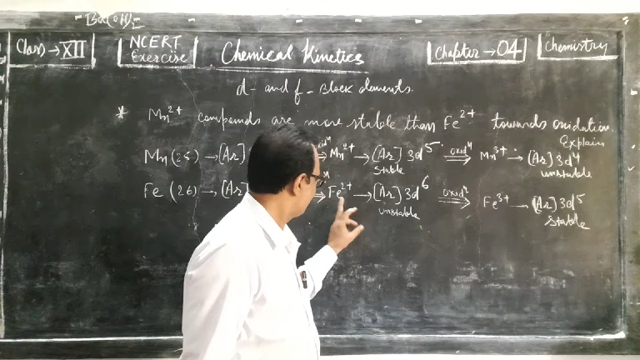 Ba(OH)2
Class → XII
NCERT Exercise
Chemical Kinetics
Chapter → 04
Chemistry
d- and f- Block elements.
* Mn2+ compounds are more stable than Fe2+ towards oxidation
Explain
Mn(25) → [Ar] → Mn2+ → [Ar] 3d5 oxidn ⇒ Mn3+ → [Ar] 3d4
stable unstable
Fe (26) → [Ar] → Fe2+ → [Ar] 3d6 oxidn ⇒ Fe3+ → [Ar] 3d5
unstable stable